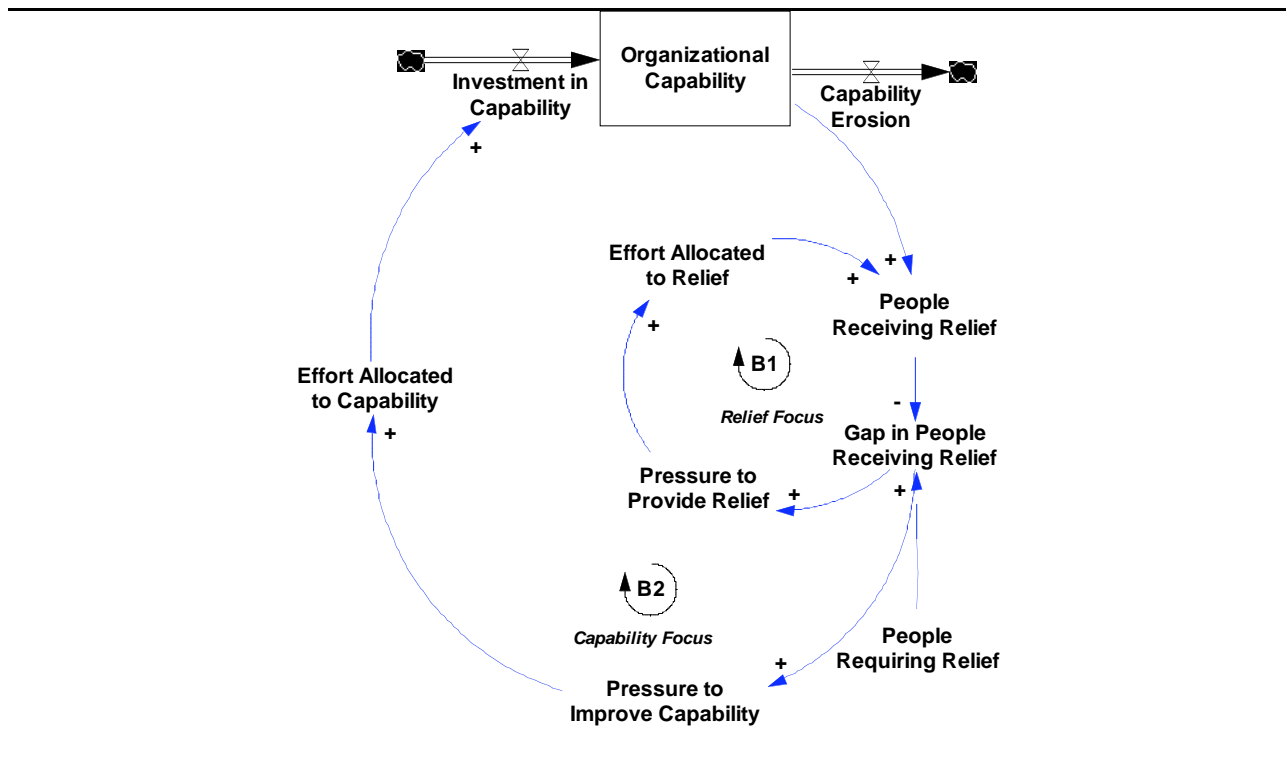 Organizational
Capability
Investment in
Capability
Capability
Erosion
+
Effort Allocated
to Relief
+
+
People
Receiving Relief
+
B1
Relief Focus
Effort Allocated
to Capability
+
-
Gap in People
Receiving Relief
Pressure to
Provide Relief
+
+
B2
Capability Focus
People
Requiring Relief
+
Pressure to
Improve Capability